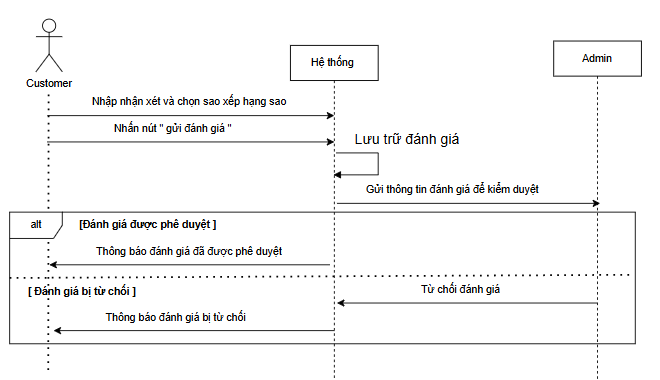 Customer
Hệ thống
Admin
Nhập nhận xét và chọn sao xếp hạng sao
Nhấn nút " gửi đánh giá "
Lưu trữ đánh giá
Gửi thông tin đánh giá để kiểm duyệt
alt
[Đánh giá được phê duyệt ]
Thông báo đánh giá đã được phê duyệt
[ Đánh giá bị từ chối ]
Từ chối đánh giá
Thông báo đánh giá bị từ chối